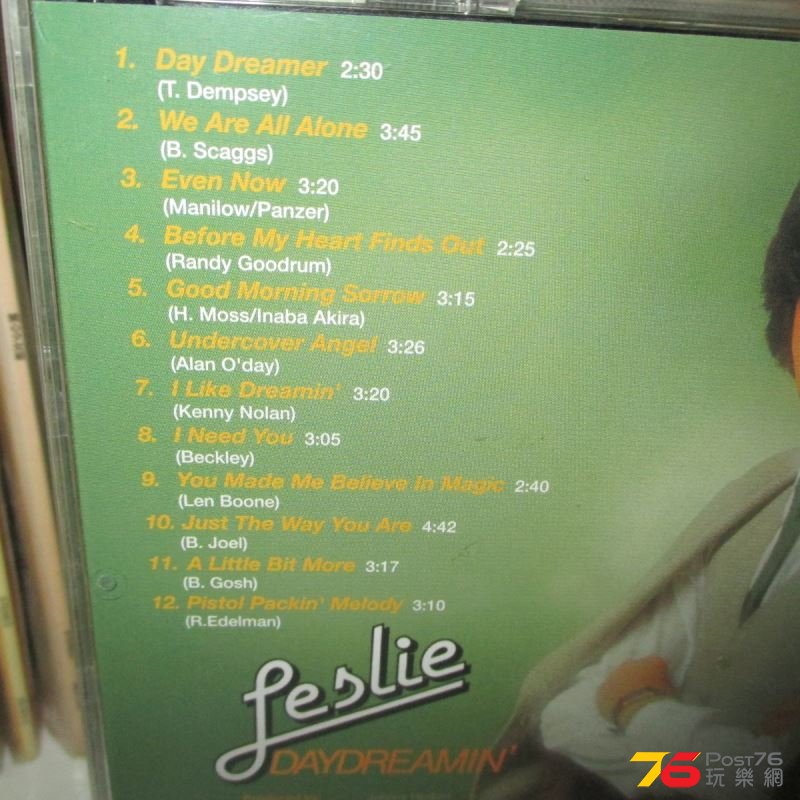 1. Day Dreamer 2:30
(T. Dempsey)
2. We Are All Alone 3:45
(B. Scaggs)
3. Even Now 3:20
(Manilow/Panzer)
4. Before My Heart Finds Out 2:25
(Randy Goodrum)
5. Good Morning Sorrow 3:15
(H. Moss/Inaba Akira)
6. Undercover Angel 3:26
(Alan O'day)
7. I Like Dreamin' 3:20
(Kenny Nolan)
8. I Need You 3:05
(Beckley)
9. You Made Me Believe In Magic 2:40
(Len Boone)
10. Just The Way You Are 4:42
(B. Joel)
11. A Little Bit More 3:17
(B. Gosh)
12. Pistol Packin' Melody 3:10
(R.Edelman)
Leslie
DAYDREAMIN'
76 POST76
玩樂網